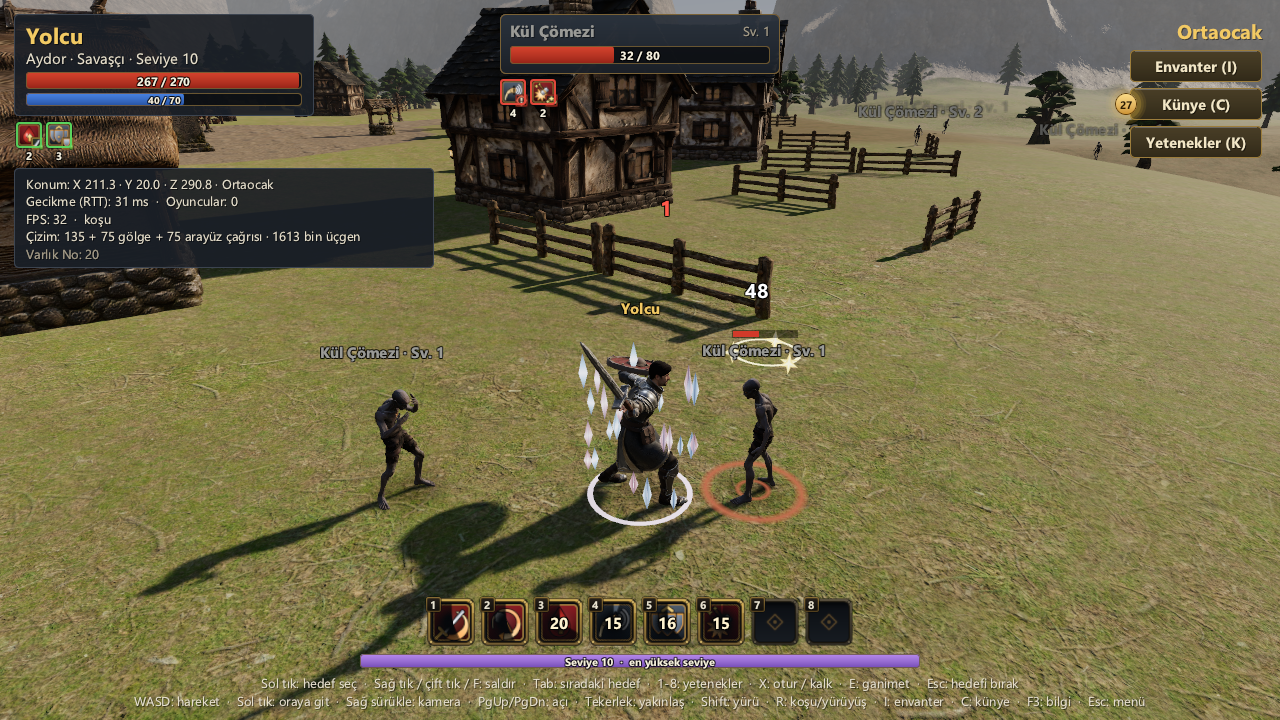 Yolcu
Aydor · Savaşçı · Seviye 10
267 / 270
40 / 70
2 3
Konum: X 211.3 · Y 20.0 · Z 290.8 · Ortaocak
Gecikme (RTT): 31 ms · Oyuncular: 0
FPS: 32 · koşu
Çizim: 135 + 75 gölge + 75 arayüz çağrısı · 1613 bin üçgen
Varlık No: 20
Kül Çömezi Sv. 1
32 / 80
4 2
Ortaocak
Envanter (I)
27 Künye (C)
Yetenekler (K)
Kül Çömezi · Sv. 2
Kül Çömezi ·
1
48
Yolcu
Kül Çömezi · Sv. 1
Kül Çömezi · Sv. 1
1 2 3 4 5 6 7 8
20 15 16 15
Seviye 10 · en yüksek seviye
Sol tık: hedef seç · Sağ tık / çift tık / F: saldır · Tab: sıradaki hedef · 1-8: yetenekler · X: otur / kalk · E: ganimet · Esc: hedefi bırak
WASD: hareket · Sol tık: oraya git · Sağ sürükle: kamera · PgUp/PgDn: açı · Tekerlek: yakınlaş · Shift: yürü · R: koşu/yürüyüş · I: envanter · C: künye · F3: bilgi · Esc: menü